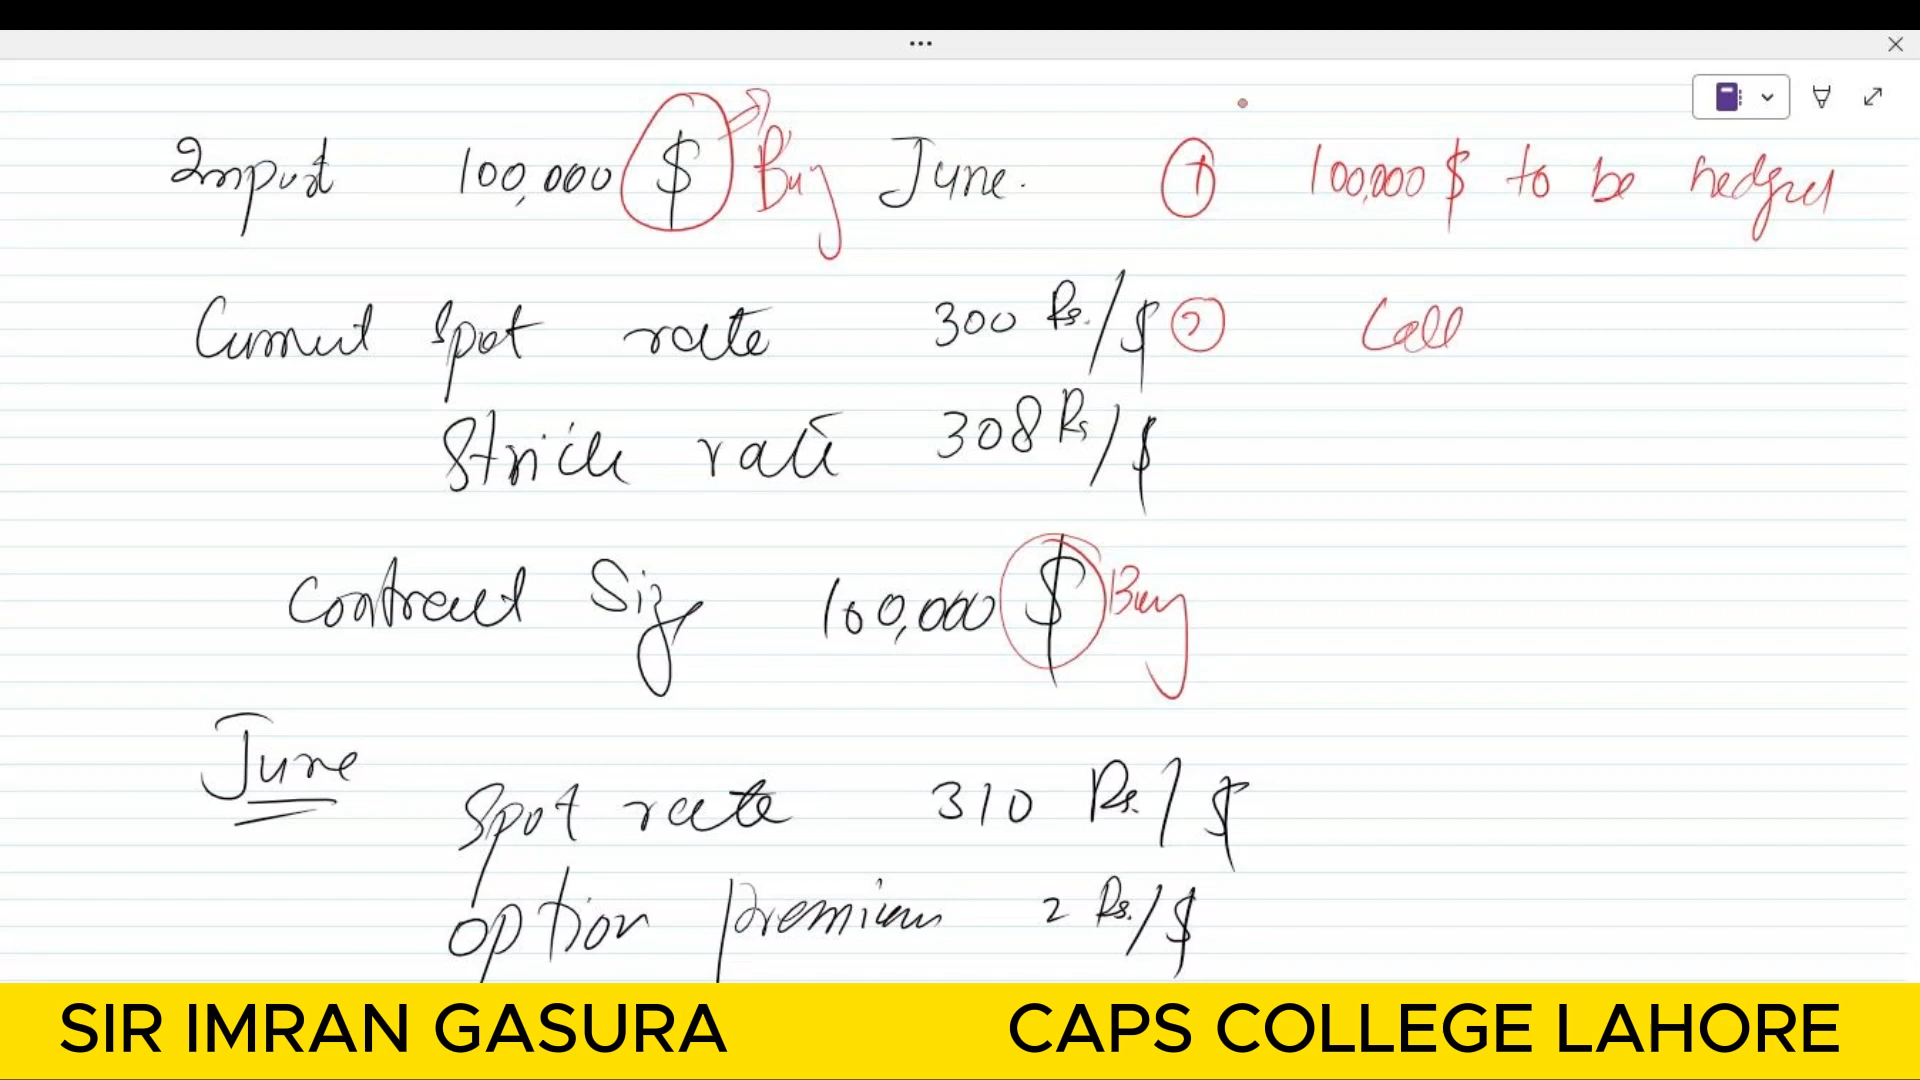 Import 100,000 $ Buy June. ① 100,000 $ to be hedged
Current Spot rate 300 Rs./$ ② Call
Strick rate 308 Rs/$
Contract Size 100,000 $ Buy
June
Spot rate 310 Rs./$
option premium 2 Rs./$
SIR IMRAN GASURA CAPS COLLEGE LAHORE